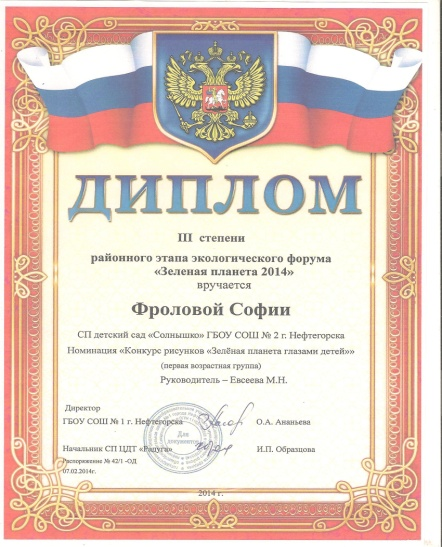 ДИПЛОМ
III степени
районного этапа экологического форума
«Зеленая планета 2014»
вручается
Фроловой Софии
СП детский сад «Солнышко» ГБОУ СОШ № 2 г. Нефтегорска
Номинация «Конкурс рисунков «Зелёная планета глазами детей»»
(первая возрастная группа)
Руководитель – Евсеева М.Н.
Директор
ГБОУ СОШ № 1 г. Нефтегорска О.А. Ананьева
Для
документов
Начальник СП ЦДТ «Радуга» И.П. Образцова
Распоряжение № 42/1 -ОД
07.02.2014г.
2014 г.